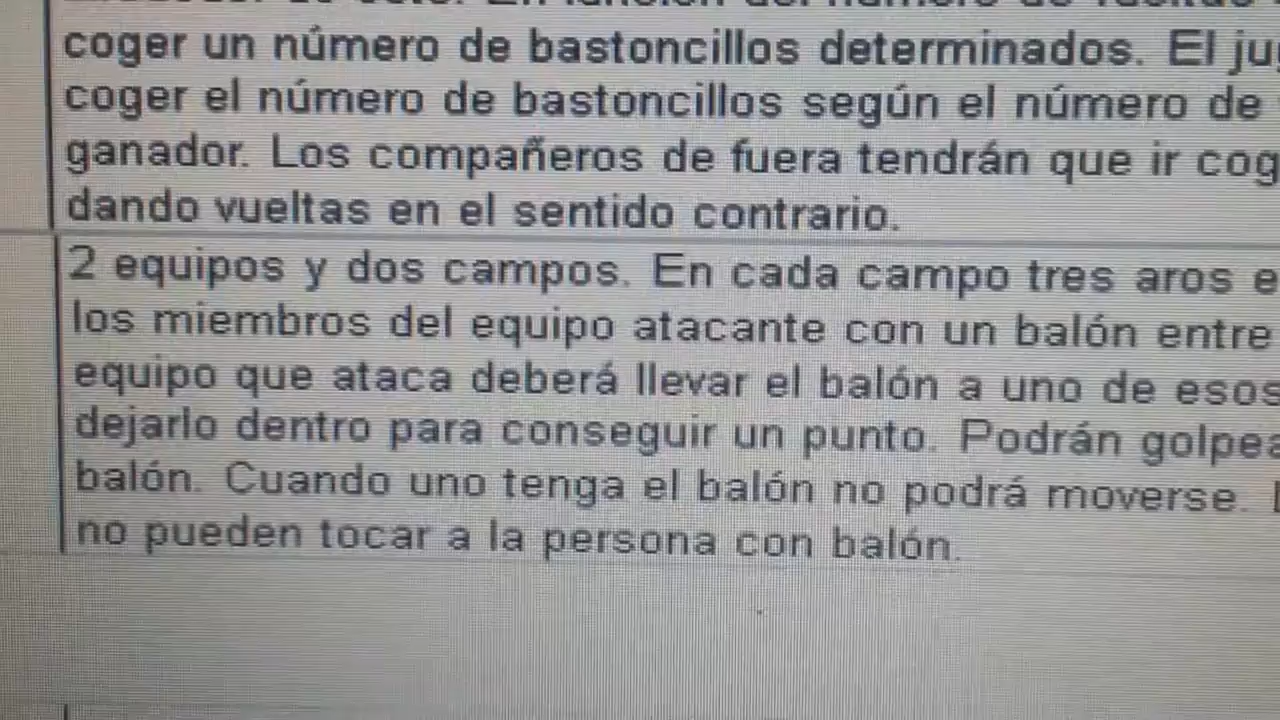 coger un número de bastoncillos determinados. El
coger el número de bastoncillos según el número de
ganador. Los compañeros de fuera tendrán que ir
dando vueltas en el sentido contrario.
2 equipos y dos campos. En cada campo tres aros
los miembros del equipo atacante con un balón entre
equipo que ataca deberá llevar el balón a uno de esos
dejarlo dentro para conseguir un punto. Podrán
balón. Cuando uno tenga el balón no podrá moverse.
no pueden tocar a la persona con balón.